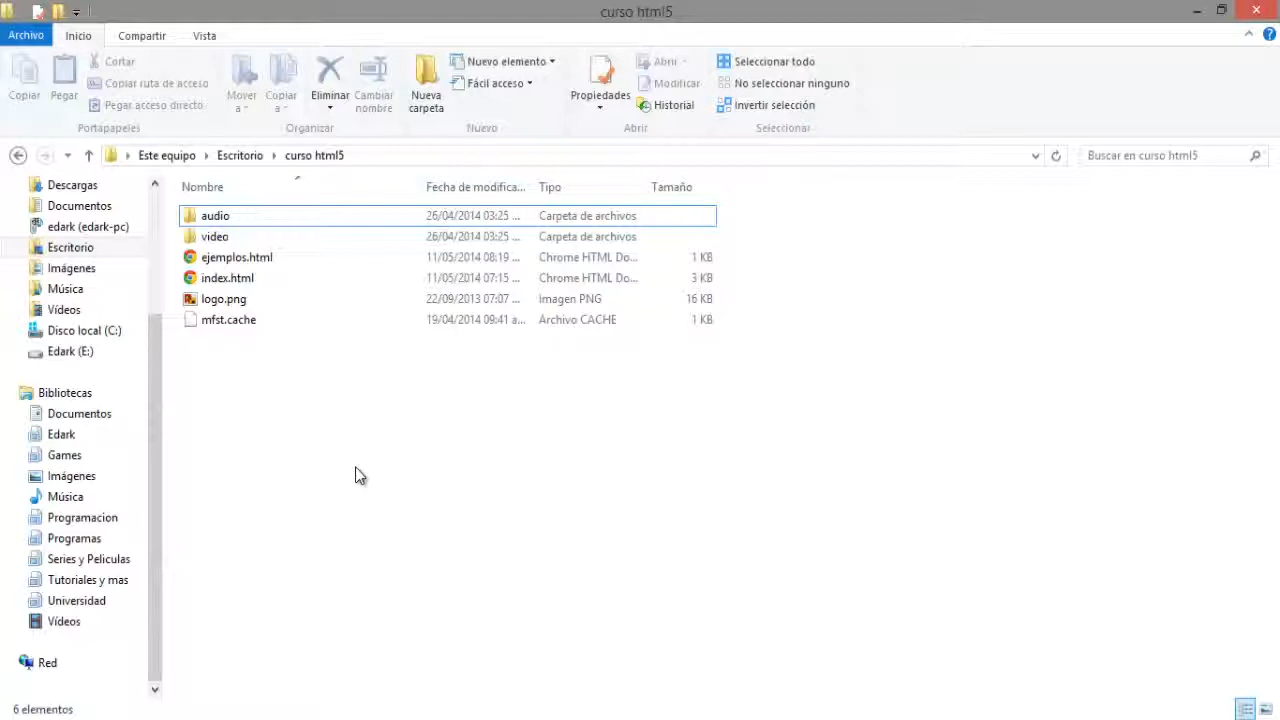 curso html5
Archivo Inicio Compartir Vista
Copiar Pegar Cortar Copiar ruta de acceso Pegar acceso directo
Portapapeles
Mover a Copiar a Eliminar Cambiar nombre
Organizar
Nueva carpeta Nuevo elemento Fácil acceso
Nuevo
Propiedades Abrir Modificar Historial
Abrir
Seleccionar todo No seleccionar ninguno Invertir selección
Seleccionar
Este equipo Escritorio curso html5 Buscar en curso html5
Descargas
Documentos
edark (edark-pc)
Escritorio
Imágenes
Música
Vídeos
Disco local (C:)
Edark (E:)
Bibliotecas
Documentos
Edark
Games
Imágenes
Música
Programacion
Programas
Series y Peliculas
Tutoriales y mas
Universidad
Vídeos
Red
Nombre Fecha de modifica... Tipo Tamaño
audio 26/04/2014 03:25 ... Carpeta de archivos
video 26/04/2014 03:25 ... Carpeta de archivos
ejemplos.html 11/05/2014 08:19 ... Chrome HTML Do... 1 KB
index.html 11/05/2014 07:15 ... Chrome HTML Do... 3 KB
logo.png 22/09/2013 07:07 ... Imagen PNG 16 KB
mfst.cache 19/04/2014 09:41 a... Archivo CACHE 1 KB
6 elementos